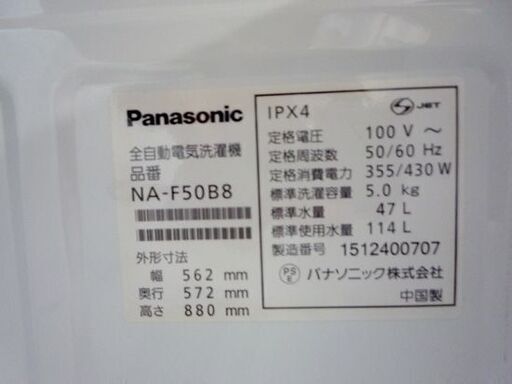 Panasonic
全自動電気洗濯機
品番
NA-F50B8
外形寸法
幅 562 mm
奥行 572 mm
高さ 880 mm
IPX4
JET
定格電圧 100 V ～
定格周波数 50/60 Hz
定格消費電力 355/430 W
標準洗濯容量 5.0 kg
標準水量 47 L
標準使用水量 114 L
製造番号 1512400707
PS
E
パナソニック株式会社
中国製